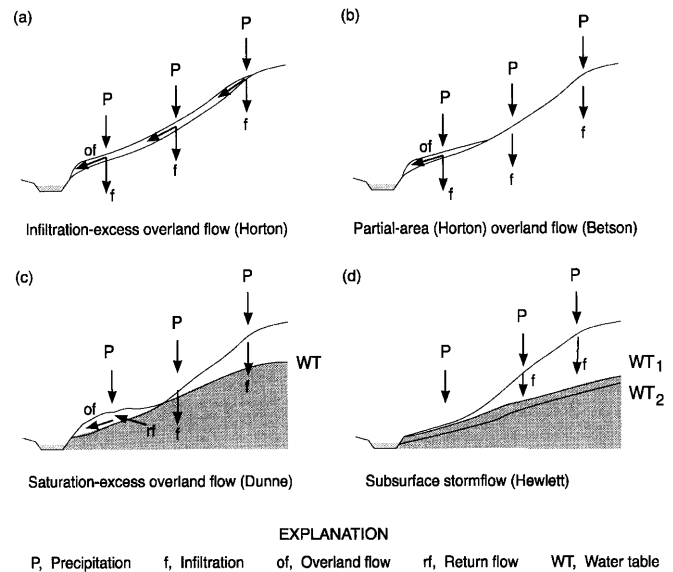 (a)
P
P
P
of
f
f
f
Infiltration-excess overland flow (Horton)
(b)
P
P
P
of
f
f
f
Partial-area (Horton) overland flow (Betson)
(c)
P
P
P
WT
of
rf
f
f
Saturation-excess overland flow (Dunne)
(d)
P
P
P
f
f
WT1
WT2
Subsurface stormflow (Hewlett)
EXPLANATION
P, Precipitation f, Infiltration of, Overland flow rf, Return flow WT, Water table